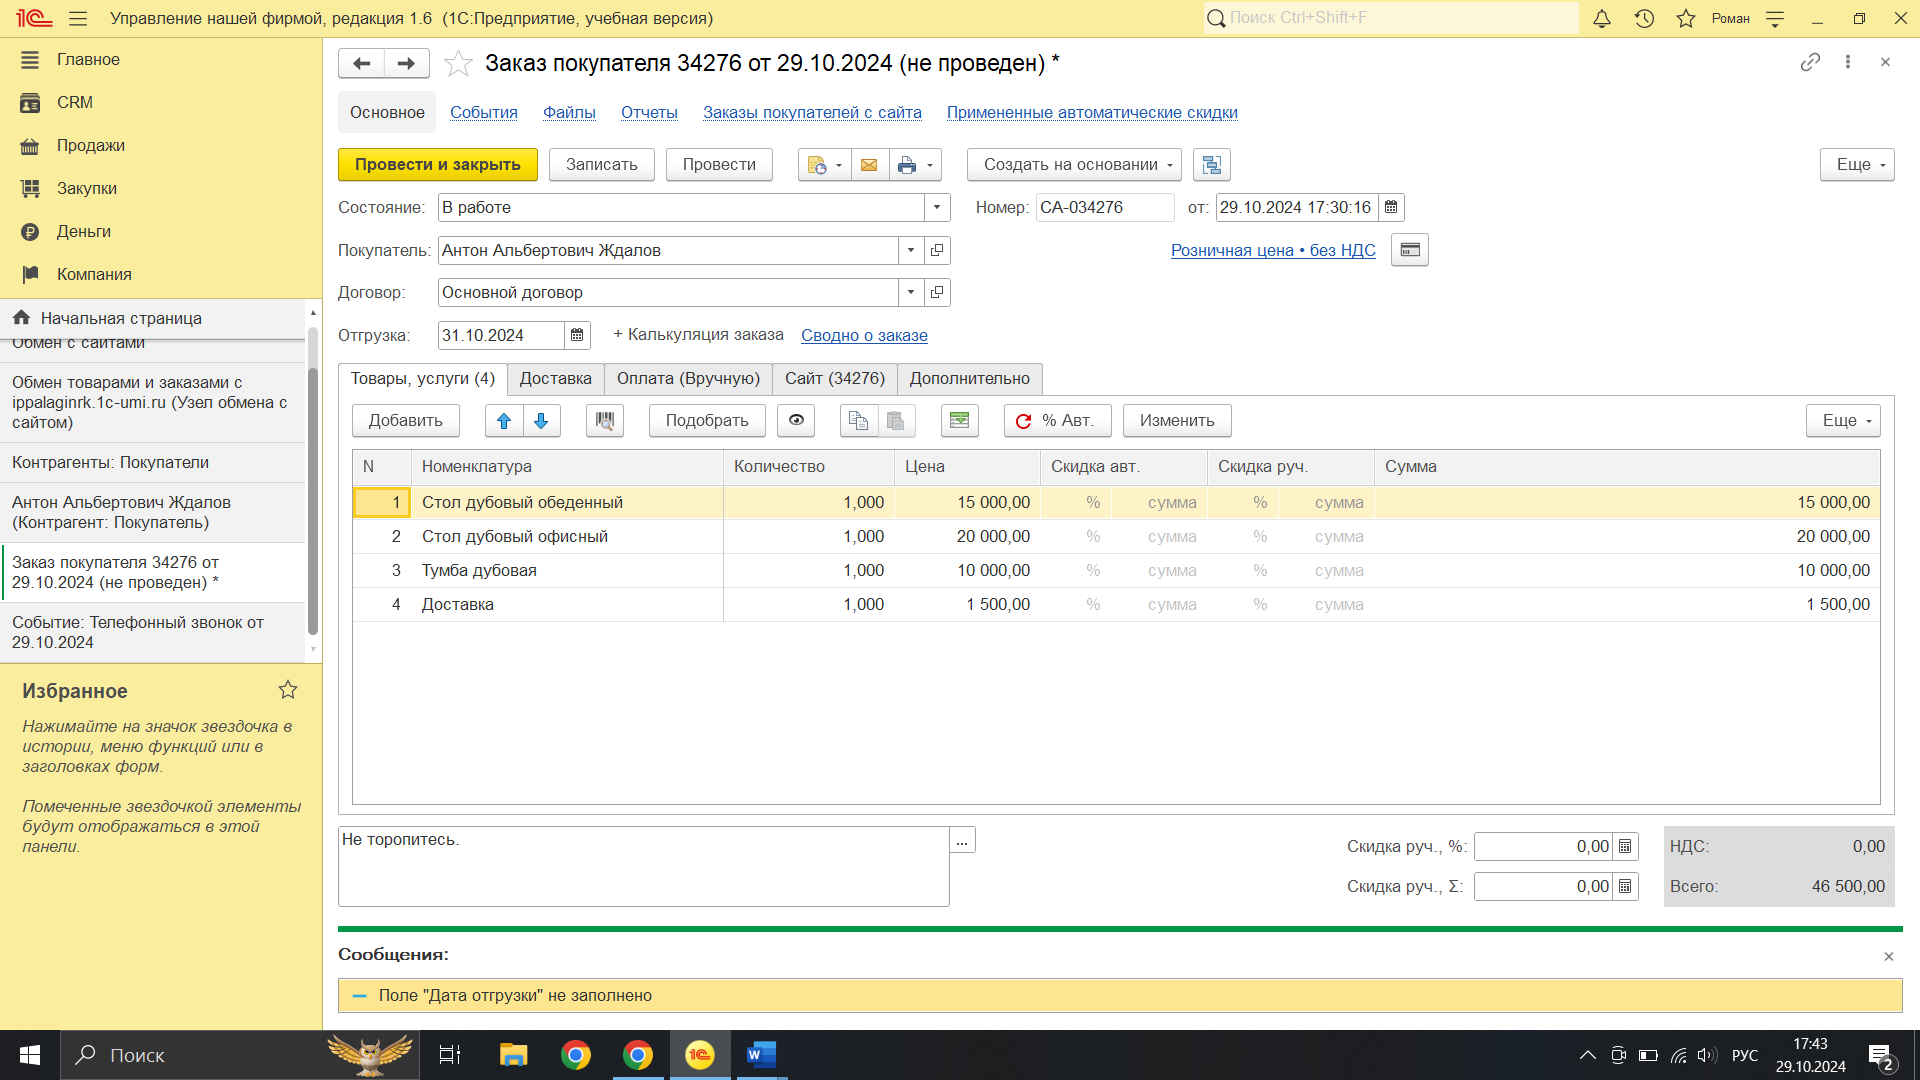 Управление нашей фирмой, редакция 1.6 (1С:Предприятие, учебная версия)
Поиск Ctrl+Shift+F
Роман
Главное
CRM
Продажи
Закупки
Деньги
Компания
Начальная страница
Обмен с сайтами
Обмен товарами и заказами с
ippalaginrk.1c-umi.ru (Узел обмена с
сайтом)
Контрагенты: Покупатели
Антон Альбертович Ждалов
(Контрагент: Покупатель)
Заказ покупателя 34276 от
29.10.2024 (не проведен) *
Событие: Телефонный звонок от
29.10.2024
Избранное
Нажимайте на значок звездочка в
истории, меню функций или в
заголовках форм.
Помеченные звездочкой элементы
будут отображаться в этой
панели.
Заказ покупателя 34276 от 29.10.2024 (не проведен) *
Основное События Файлы Отчеты Заказы покупателей с сайта Примененные автоматические скидки
Провести и закрыть Записать Провести Создать на основании Еще
Состояние: В работе Номер: СА-034276 от: 29.10.2024 17:30:16
Покупатель: Антон Альбертович Ждалов Розничная цена • без НДС
Договор: Основной договор
Отгрузка: 31.10.2024 + Калькуляция заказа Сводно о заказе
Товары, услуги (4) Доставка Оплата (Вручную) Сайт (34276) Дополнительно
Добавить Подобрать % Авт. Изменить Еще
N Номенклатура Количество Цена Скидка авт. Скидка руч. Сумма
1 Стол дубовый обеденный 1,000 15 000,00 % сумма % сумма 15 000,00
2 Стол дубовый офисный 1,000 20 000,00 % сумма % сумма 20 000,00
3 Тумба дубовая 1,000 10 000,00 % сумма % сумма 10 000,00
4 Доставка 1,000 1 500,00 % сумма % сумма 1 500,00
Не торопитесь. ...
Скидка руч., %: 0,00 НДС: 0,00
Скидка руч., Σ: 0,00 Всего: 46 500,00
Сообщения:
Поле "Дата отгрузки" не заполнено
Поиск
РУС
17:43
29.10.2024
2